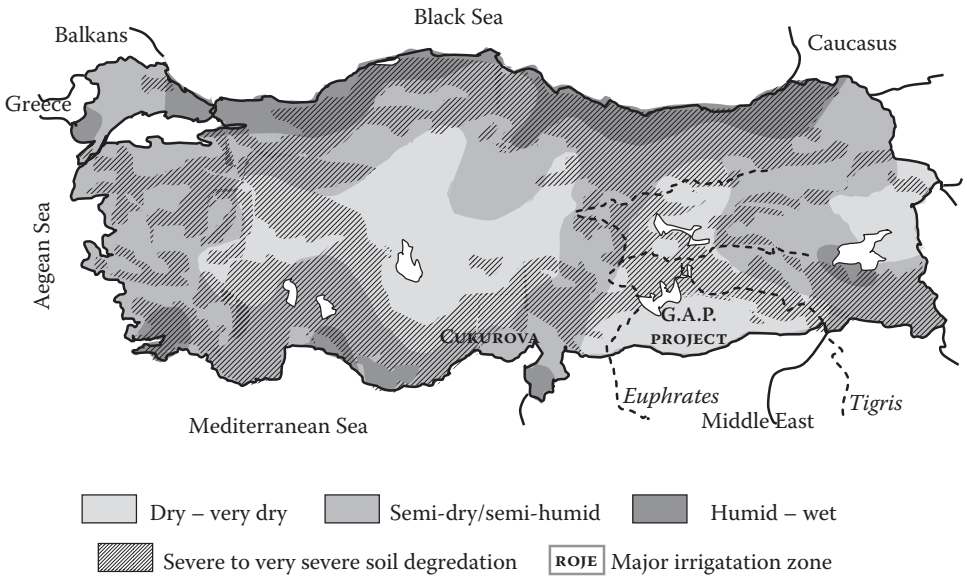 Black Sea
Balkans
Caucasus
Greece
Aegean Sea
G.A.P.
PROJECT
CUKUROVA
Euphrates
Tigris
Middle East
Mediterranean Sea
Dry – very dry
Semi-dry/semi-humid
Humid – wet
Severe to very severe soil degredation
ROJE
Major irrigatation zone